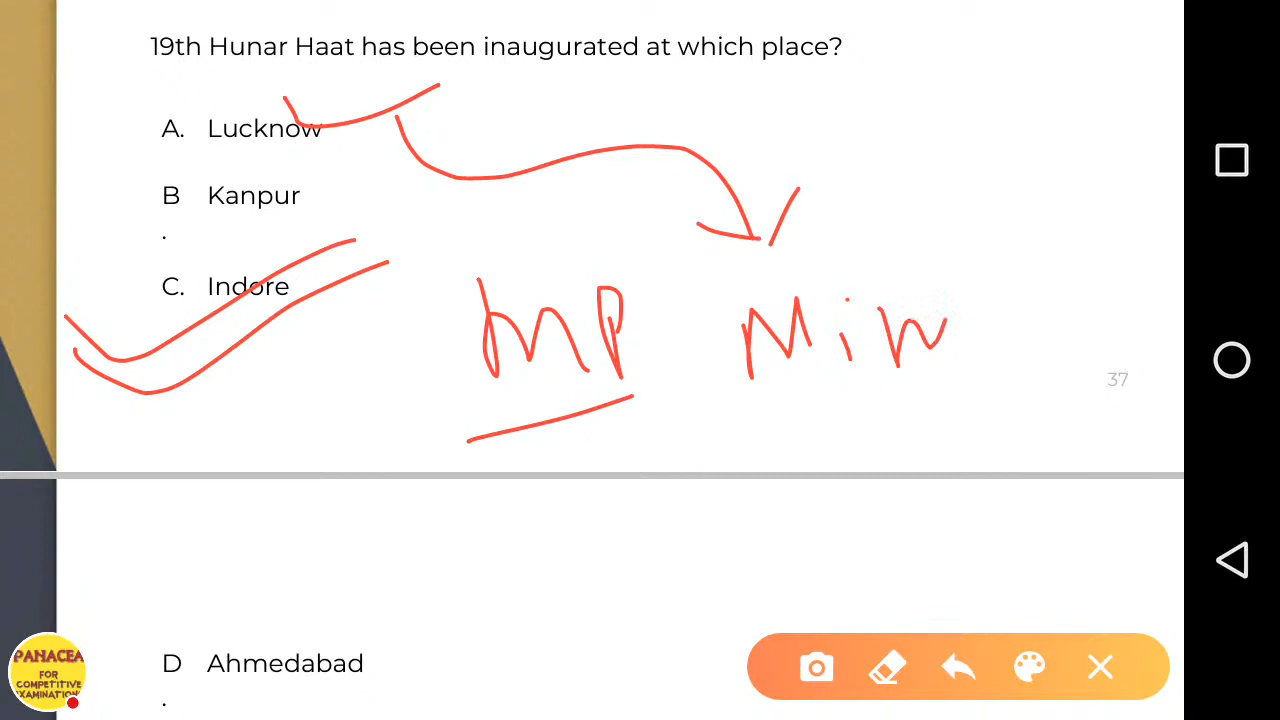 19th Hunar Haat has been inaugurated at which place?
A. Lucknow
B Kanpur
.
C. Indore
MP Min
37
D Ahmedabad
.
PANACEA
FOR
COMPETITIVE
EXAMINATION